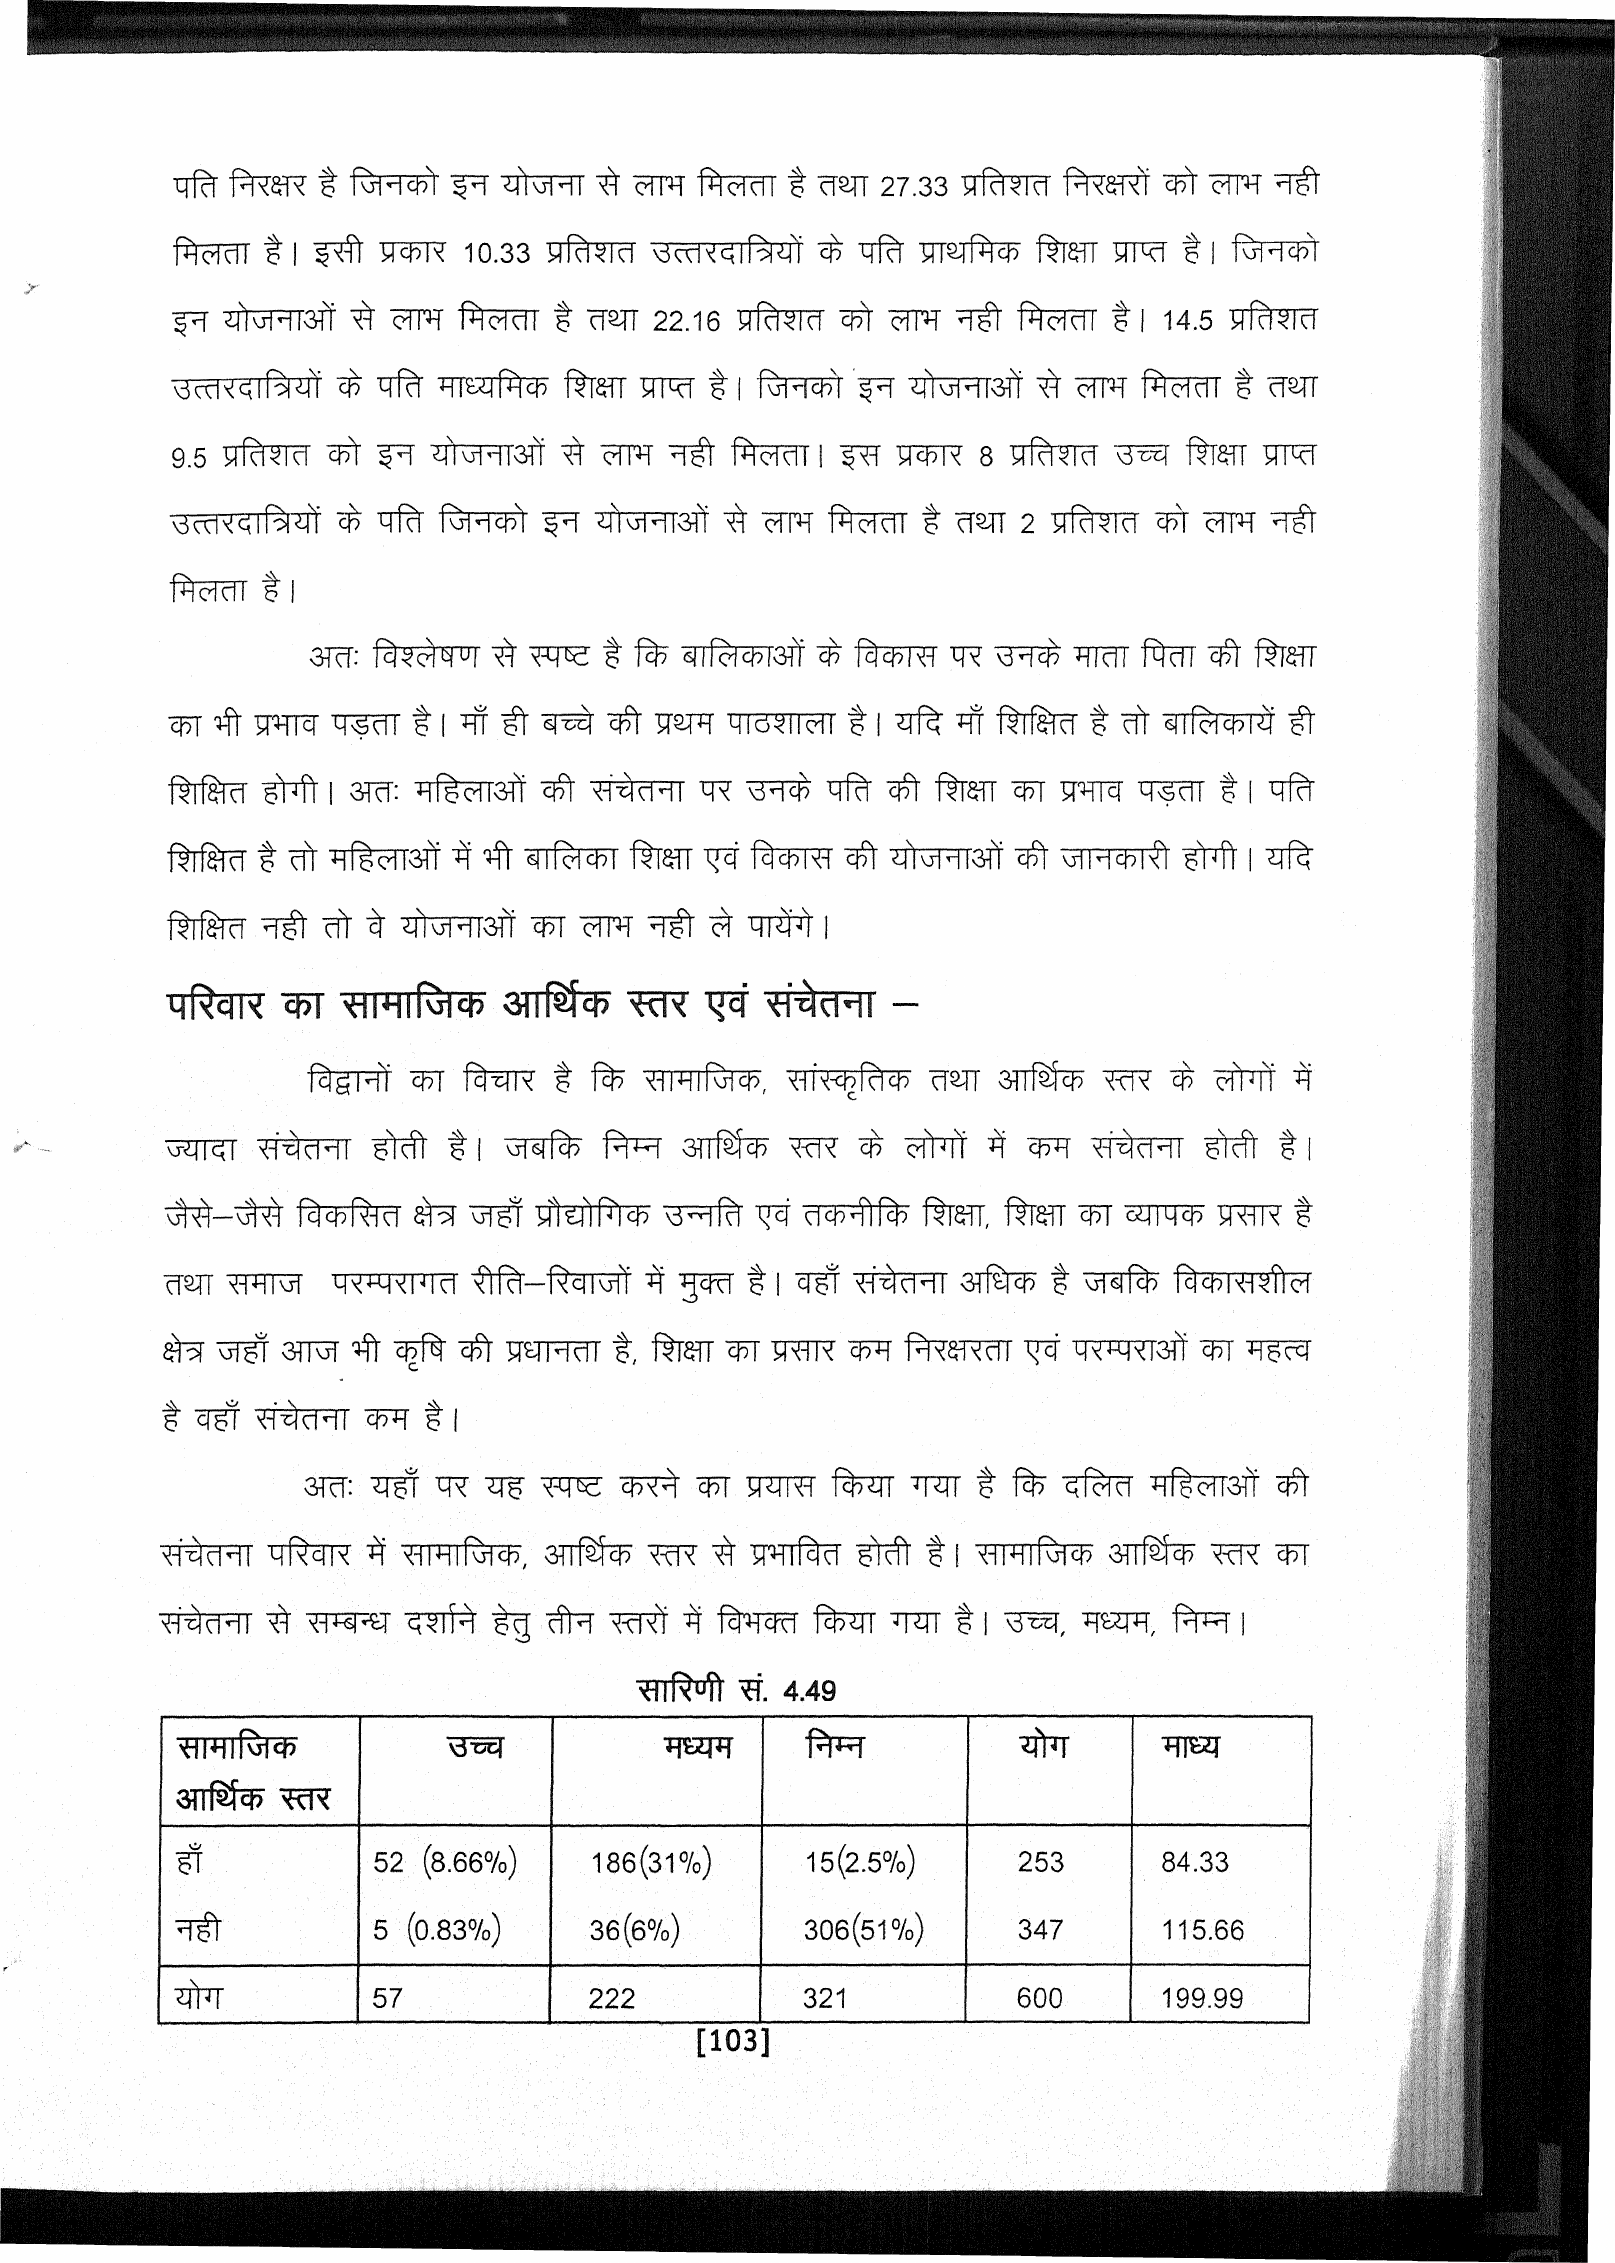 पति निरक्षर है जिनको इन योजना से लाभ मिलता है तथा 27.33 प्रतिशत निरक्षरों को लाभ नही
मिलता है। इसी प्रकार 10.33 प्रतिशत उत्तरदात्रियों के पति प्राथमिक शिक्षा प्राप्त है। जिनको
इन योजनाओं से लाभ मिलता है तथा 22.16 प्रतिशत को लाभ नही मिलता है। 14.5 प्रतिशत
उत्तरदात्रियों के पति माध्यमिक शिक्षा प्राप्त है। जिनको इन योजनाओं से लाभ मिलता है तथा
9.5 प्रतिशत को इन योजनाओं से लाभ नही मिलता। इस प्रकार 8 प्रतिशत उच्च शिक्षा प्राप्त
उत्तरदात्रियों के पति जिनको इन योजनाओं से लाभ मिलता है तथा 2 प्रतिशत को लाभ नही
मिलता है।
अतः विश्लेषण से स्पष्ट है कि बालिकाओं के विकास पर उनके माता पिता की शिक्षा
का भी प्रभाव पड़ता है। माँ ही बच्चे की प्रथम पाठशाला है। यदि माँ शिक्षित है तो बालिकायें ही
शिक्षित होगी। अतः महिलाओं की संचेतना पर उनके पति की शिक्षा का प्रभाव पड़ता है। पति
शिक्षित है तो महिलाओं में भी बालिका शिक्षा एवं विकास की योजनाओं की जानकारी होगी। यदि
शिक्षित नही तो वे योजनाओं का लाभ नही ले पायेंगे।
परिवार का सामाजिक आर्थिक स्तर एवं संचेतना –
विद्वानों का विचार है कि सामाजिक, सांस्कृतिक तथा आर्थिक स्तर के लोगों में
ज्यादा संचेतना होती है। जबकि निम्न आर्थिक स्तर के लोगों में कम संचेतना होती है।
जैसे–जैसे विकसित क्षेत्र जहाँ प्रौद्योगिक उन्नति एवं तकनीकि शिक्षा, शिक्षा का व्यापक प्रसार है
तथा समाज परम्परागत रीति–रिवाजों में मुक्त है। वहाँ संचेतना अधिक है जबकि विकासशील
क्षेत्र जहाँ आज भी कृषि की प्रधानता है, शिक्षा का प्रसार कम निरक्षरता एवं परम्पराओं का महत्व
है वहाँ संचेतना कम है।
अतः यहाँ पर यह स्पष्ट करने का प्रयास किया गया है कि दलित महिलाओं की
संचेतना परिवार में सामाजिक, आर्थिक स्तर से प्रभावित होती है। सामाजिक आर्थिक स्तर का
संचेतना से सम्बन्ध दर्शाने हेतु तीन स्तरों में विभक्त किया गया है। उच्च, मध्यम, निम्न।
सारिणी सं. 4.49
सामाजिक उच्च मध्यम निम्न योग माध्य
आर्थिक स्तर
हाँ 52 (8.66%) 186(31%) 15(2.5%) 253 84.33
नही 5 (0.83%) 36(6%) 306(51%) 347 115.66
योग 57 222 321 600 199.99
[103]